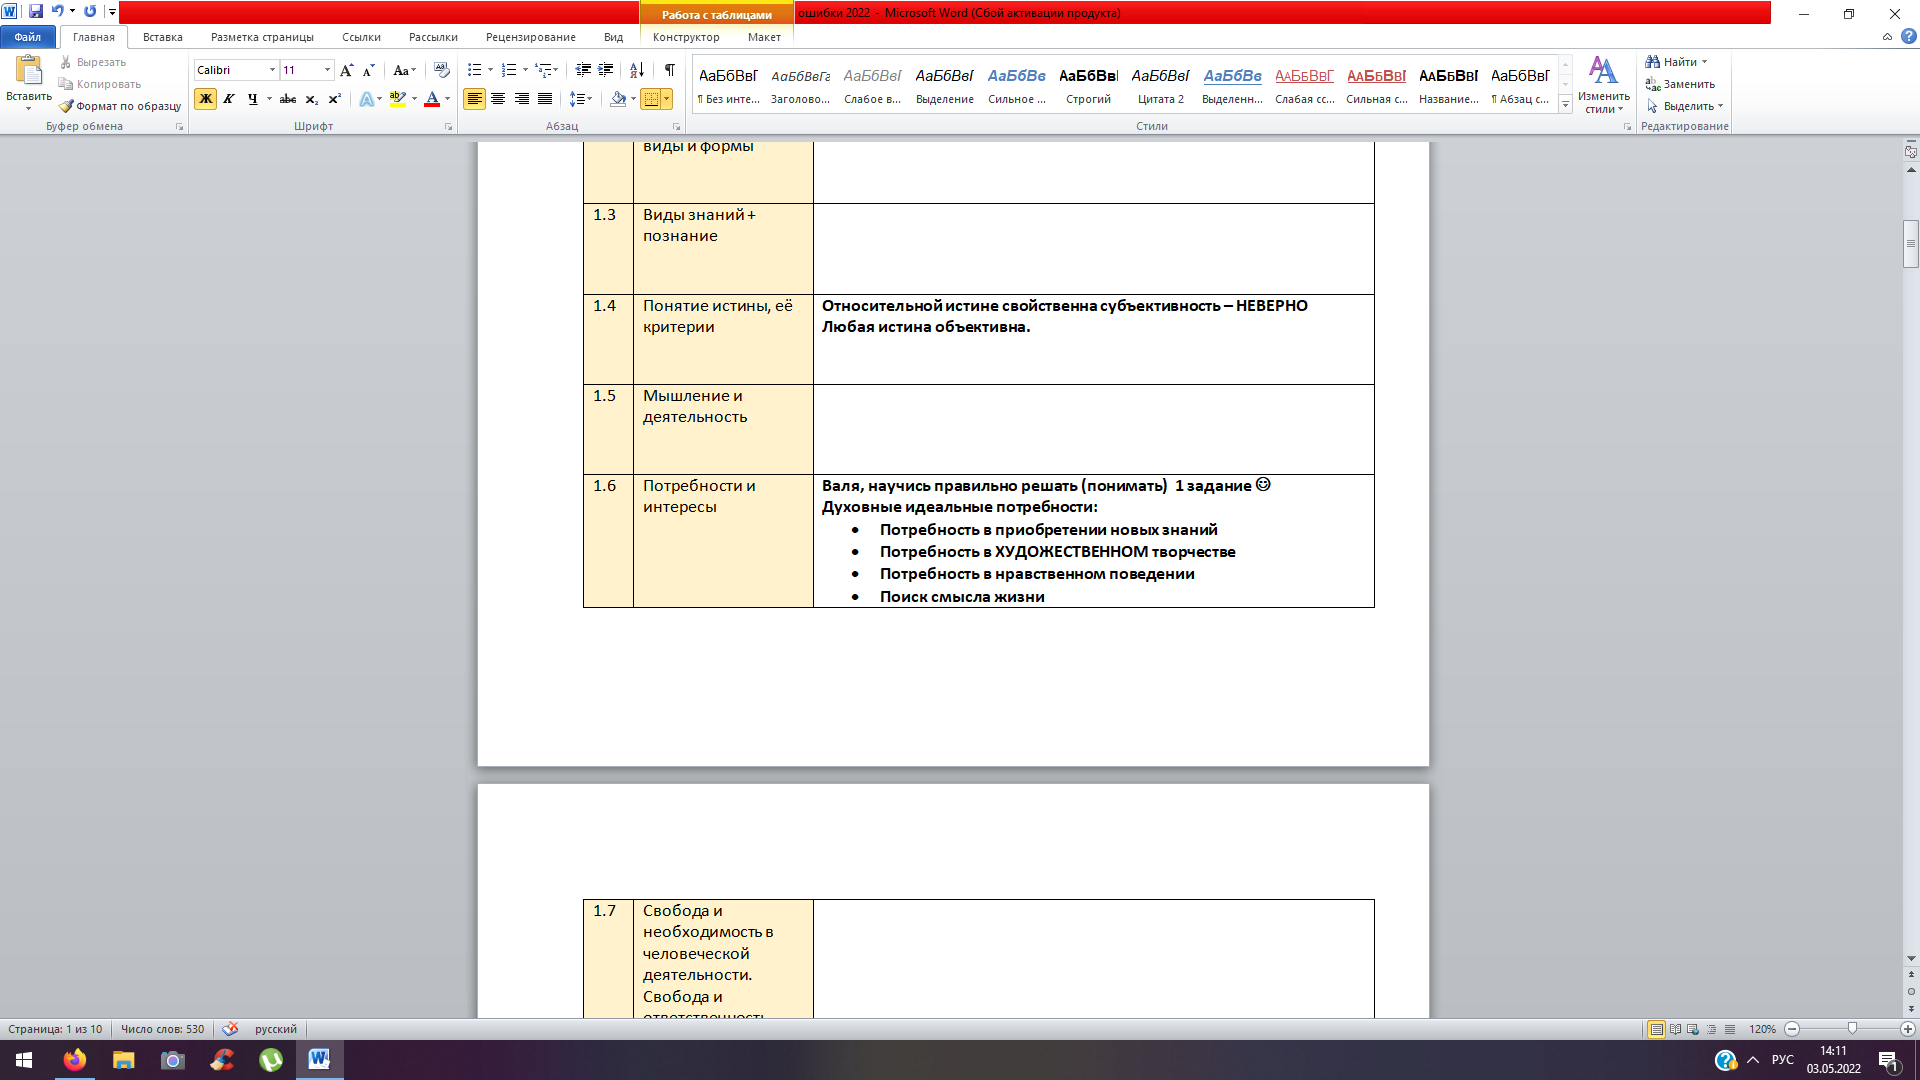 Работа с таблицами
ошибки 2022 - Microsoft Word (Сбой активации продукта)
Файл Главная Вставка Разметка страницы Ссылки Рассылки Рецензирование Вид Конструктор Макет
Вставить
Вырезать
Копировать
Формат по образцу
Буфер обмена
Calibri 11
Шрифт
Абзац
АаБбВвГ АаБбВвГг АаБбВвГ АаБбВвГ АаБбВв АаБбВвГ АаБбВвГ АаБбВв ААББВВГ ААББВВГ ААББВВГ АаБбВвГ
¶ Без инте... Заголово... Слабое в... Выделение Сильное ... Строгий Цитата 2 Выделенн... Слабая сс... Сильная с... Название... ¶ Абзац с...
Стили
Изменить
стили
Найти
Заменить
Выделить
Редактирование
виды и формы
1.3 Виды знаний +
познание
1.4 Понятие истины, её
критерии
Относительной истине свойственна субъективность – НЕВЕРНО
Любая истина объективна.
1.5 Мышление и
деятельность
1.6 Потребности и
интересы
Валя, научись правильно решать (понимать) 1 задание ☺
Духовные идеальные потребности:
• Потребность в приобретении новых знаний
• Потребность в ХУДОЖЕСТВЕННОМ творчестве
• Потребность в нравственном поведении
• Поиск смысла жизни
1.7 Свобода и
необходимость в
человеческой
деятельности.
Свобода и
ответственность
Страница: 1 из 10 Число слов: 530 русский 120%
РУС 14:11
03.05.2022
1